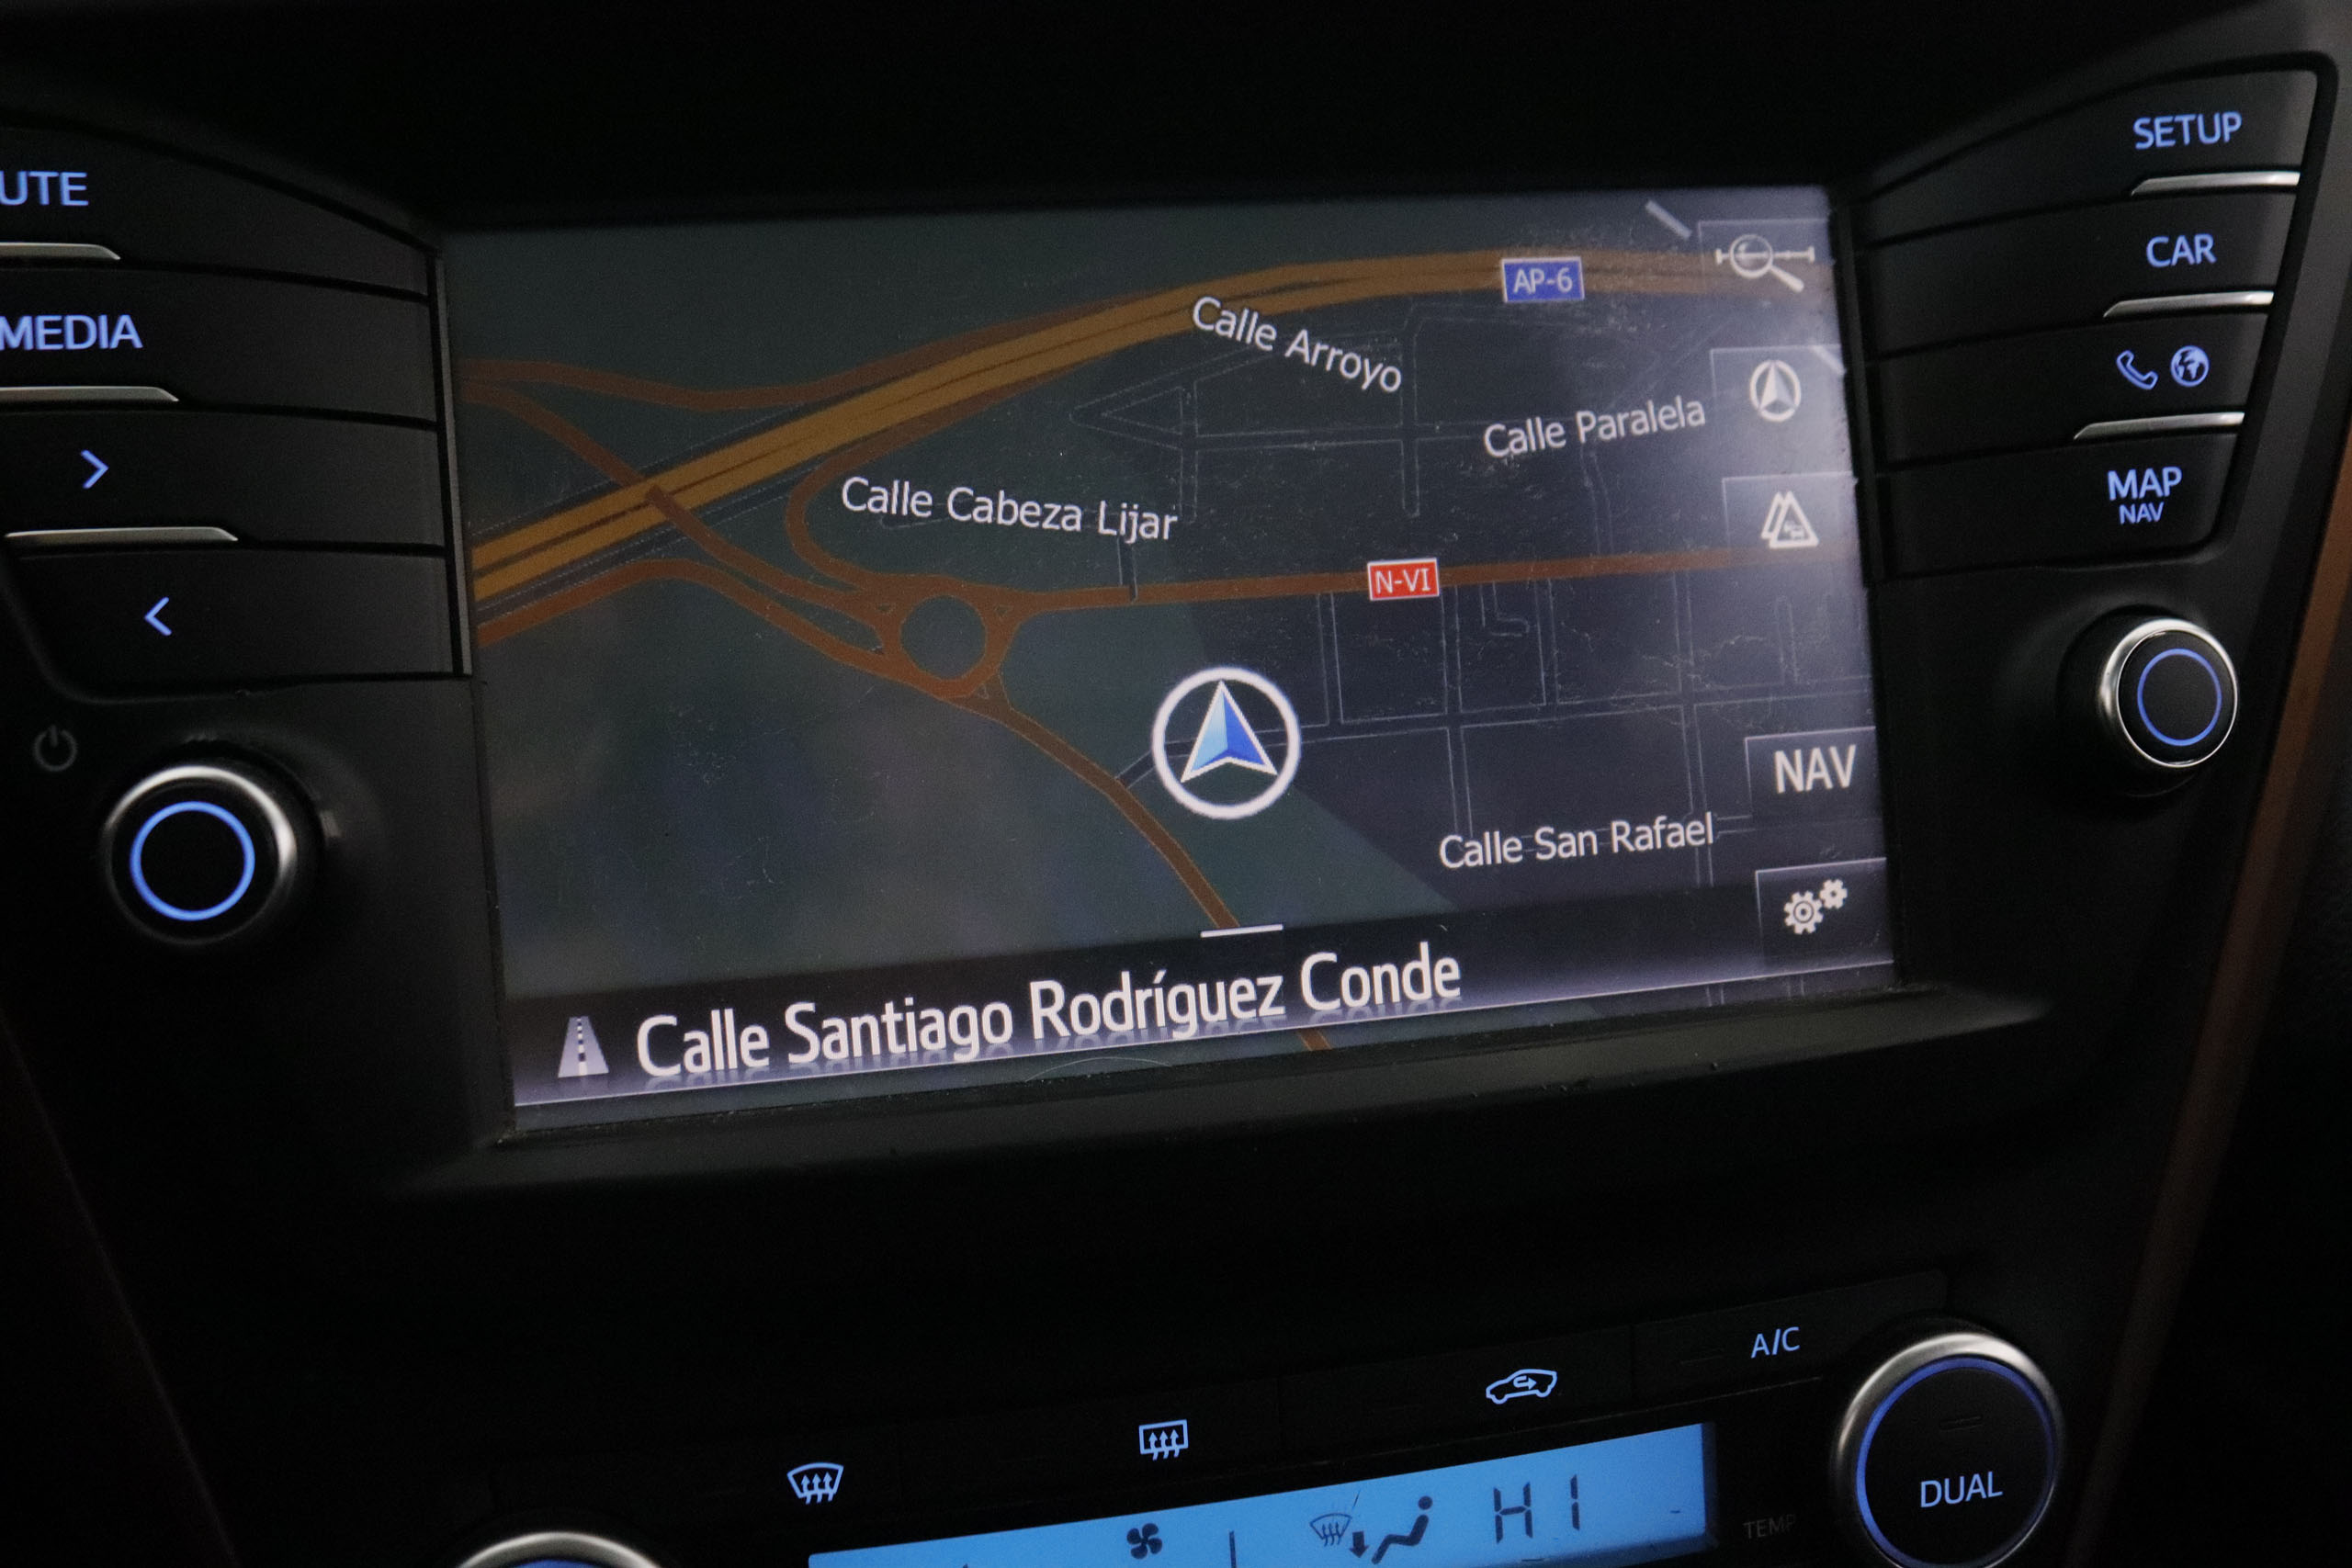 UTE
MEDIA
SETUP
CAR
MAP
NAV
AP-6
Calle Arroyo
Calle Paralela
Calle Cabeza Lijar
N-VI
NAV
Calle San Rafael
Calle Santiago Rodríguez Conde
A/C
HI
TEMP
DUAL